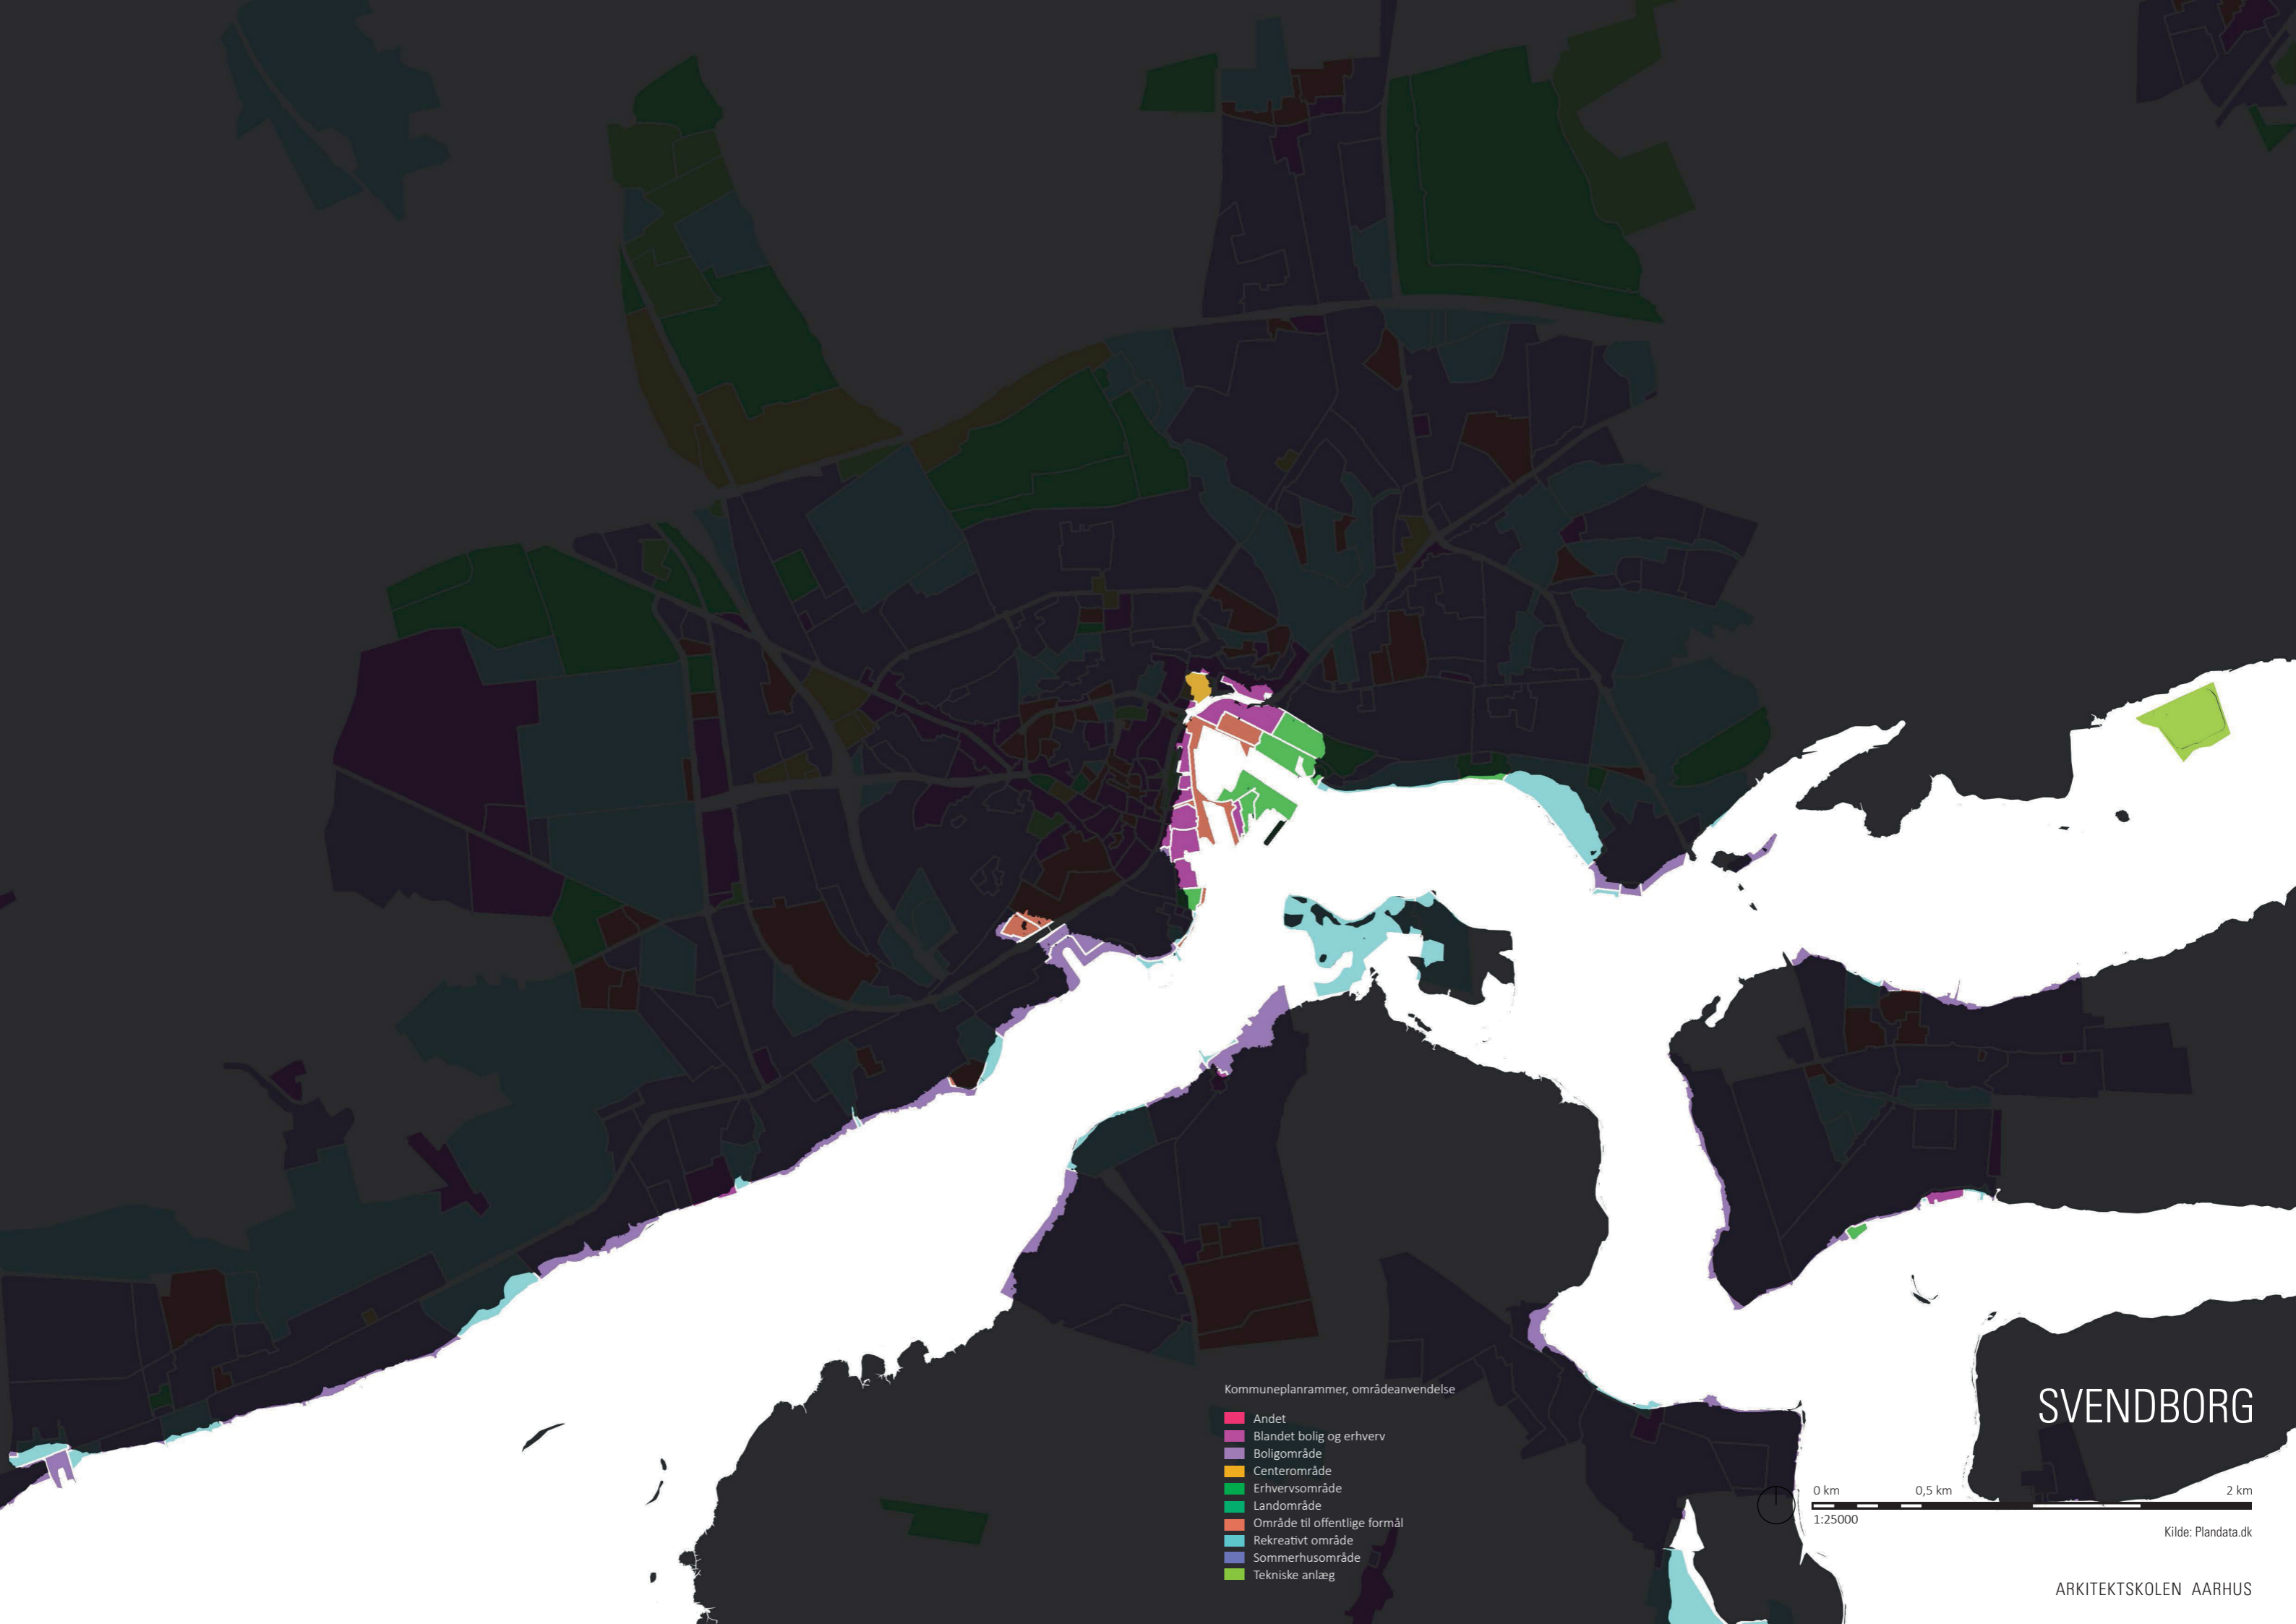 Kommuneplanrammer, områdeanvendelse
Andet
Blandet bolig og erhverv
Boligområde
Centerområde
Erhvervsområde
Landområde
Område til offentlige formål
Rekreativt område
Sommerhusområde
Tekniske anlæg
SVENDBORG
0 km 0,5 km 2 km
1:25000
Kilde: Plandata.dk
ARKITEKTSKOLEN AARHUS